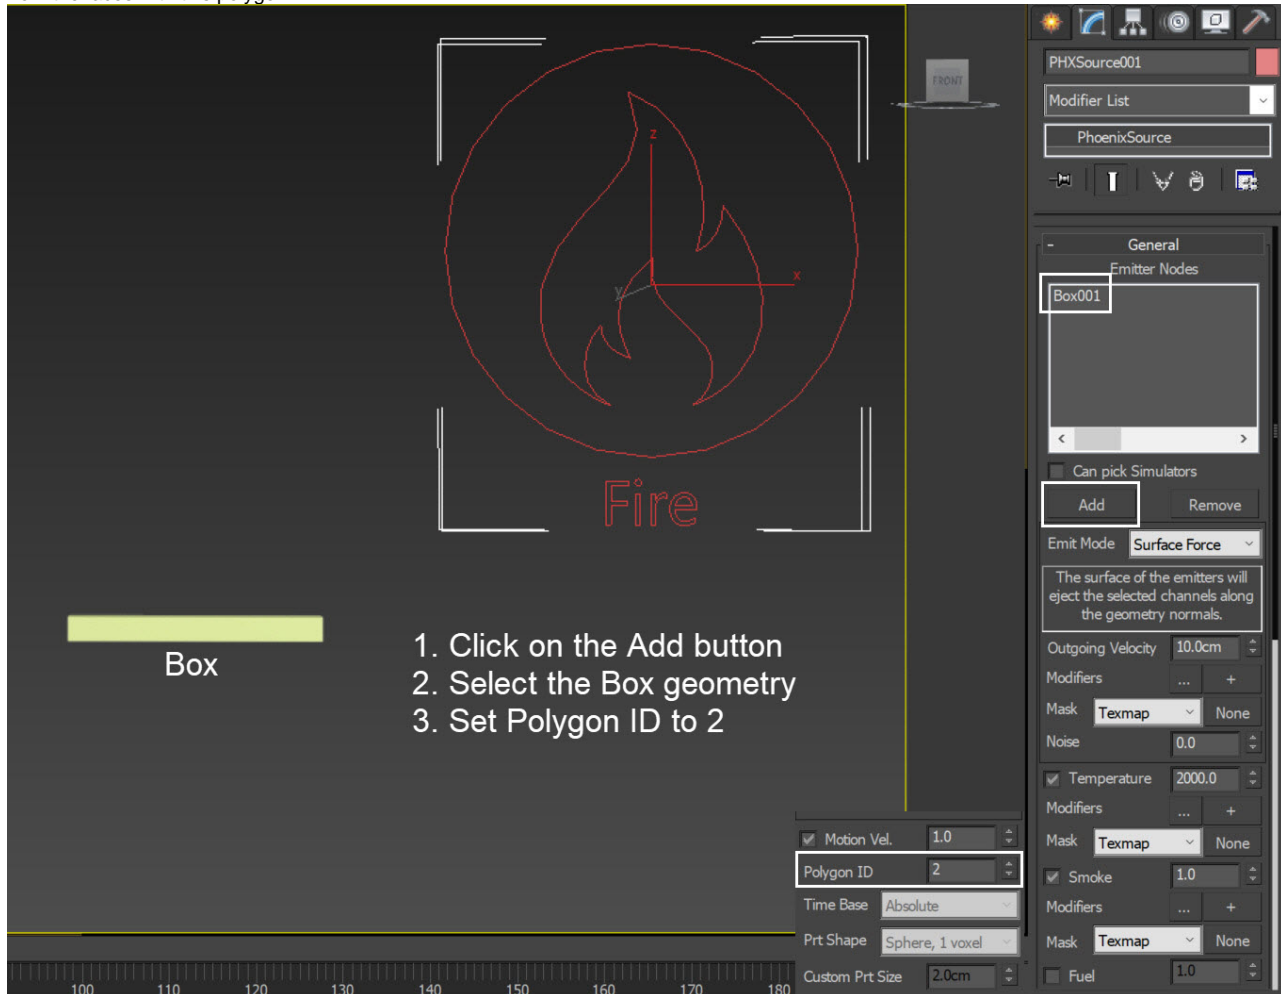 FRONT
z
x
y
Fire
Box
1. Click on the Add button
2. Select the Box geometry
3. Set Polygon ID to 2
PHXSource001
Modifier List
PhoenixSource
- General
Emitter Nodes
Box001
Can pick Simulators
Add Remove
Emit Mode Surface Force
The surface of the emitters will
eject the selected channels along
the geometry normals.
Outgoing Velocity 10.0cm
Modifiers ... +
Mask Texmap None
Noise 0.0
Temperature 2000.0
Modifiers ... +
Mask Texmap None
Smoke 1.0
Modifiers ... +
Mask Texmap None
Fuel 1.0
Motion Vel. 1.0
Polygon ID 2
Time Base Absolute
Prt Shape Sphere, 1 voxel
Custom Prt Size 2.0cm
100 110 120 130 140 150 160 170 180